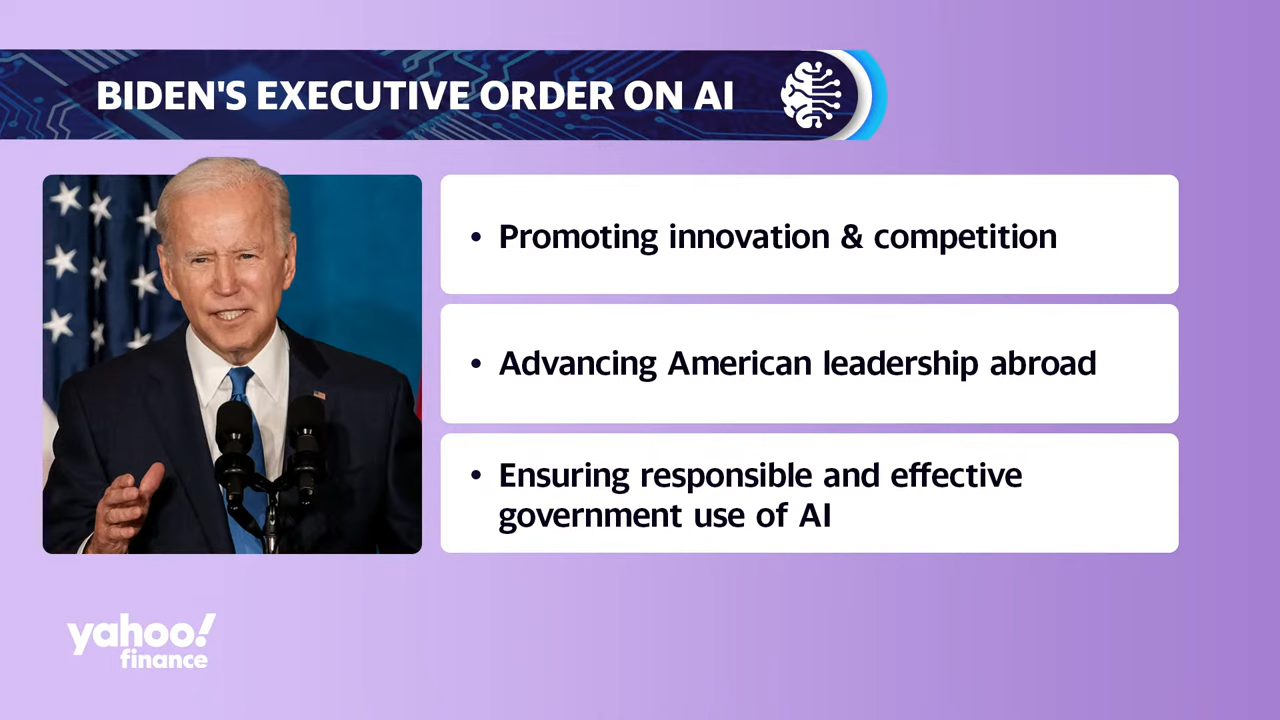 BIDEN'S EXECUTIVE ORDER ON AI
• Promoting innovation & competition
• Advancing American leadership abroad
• Ensuring responsible and effective
government use of AI
yahoo!
finance